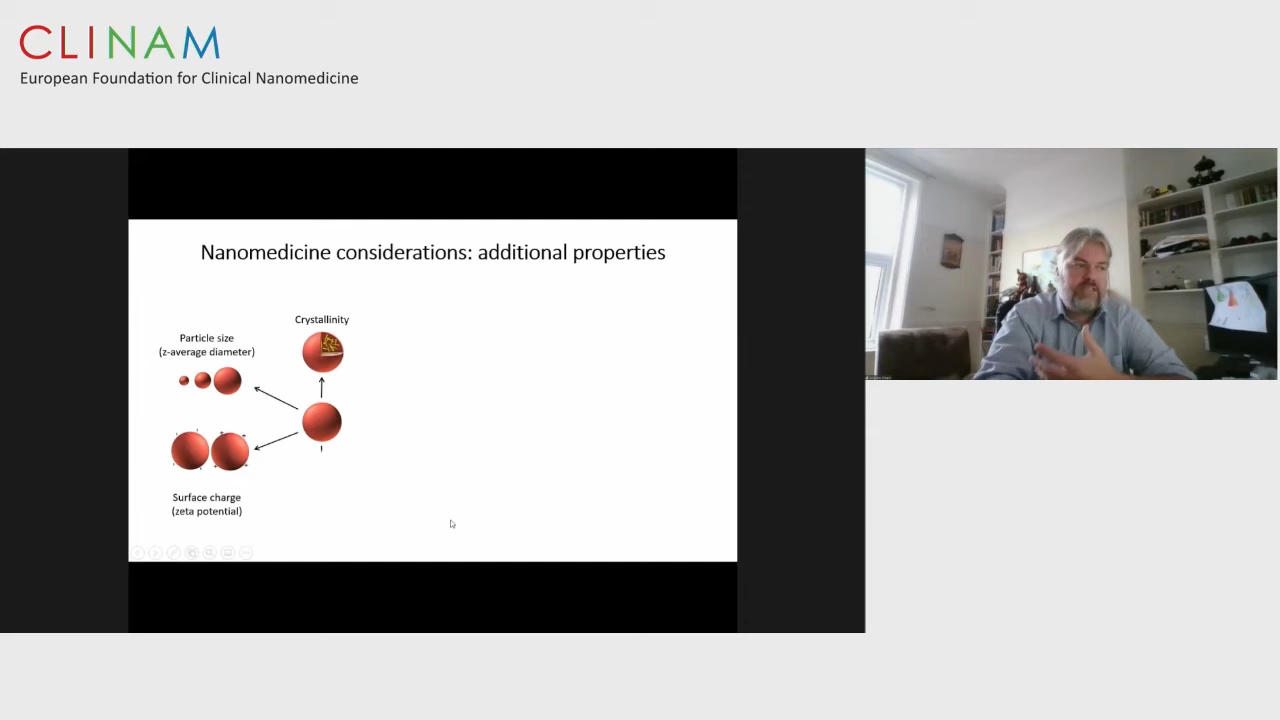 CLINAM
European Foundation for Clinical Nanomedicine
Nanomedicine considerations: additional properties
Crystallinity
Particle size
(z-average diameter)
Surface charge
(zeta potential)